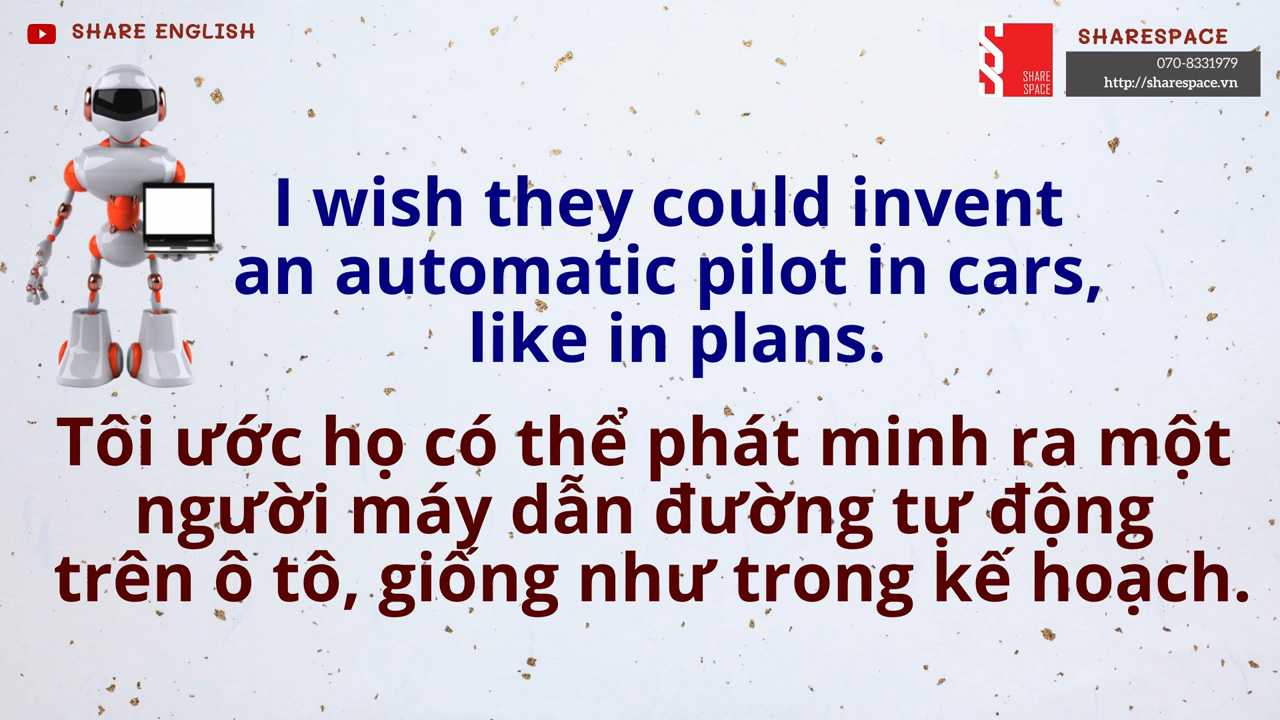 SHARE ENGLISH
SHARE
SPACE
SHARESPACE
070-8331979
http://sharespace.vn
I wish they could invent
an automatic pilot in cars,
like in plans.
Tôi ước họ có thể phát minh ra một
người máy dẫn đường tự động
trên ô tô, giống như trong kế hoạch.